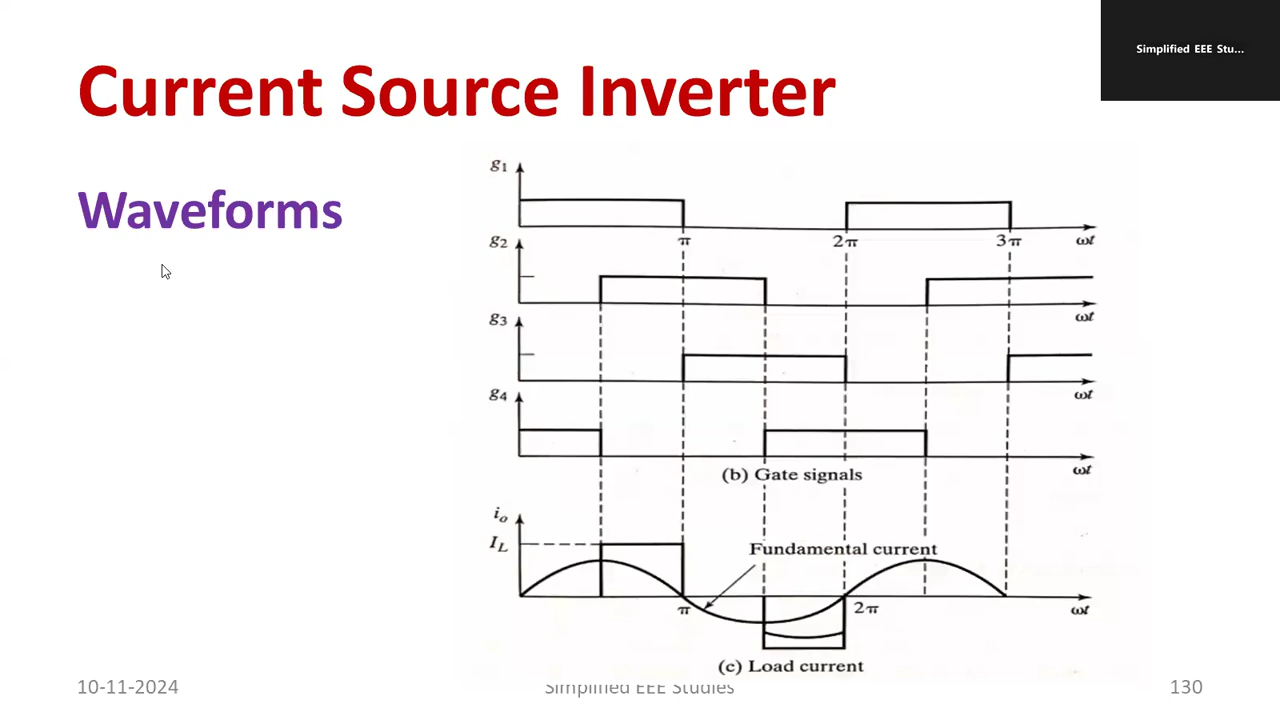 Simplified EEE Stu...
Current Source Inverter
Waveforms
g1
π 2π 3π ωt
g2
ωt
g3
ωt
g4
ωt
(b) Gate signals
io
IL
Fundamental current
π 2π ωt
(c) Load current
10-11-2024 Simplified EEE Studies 130